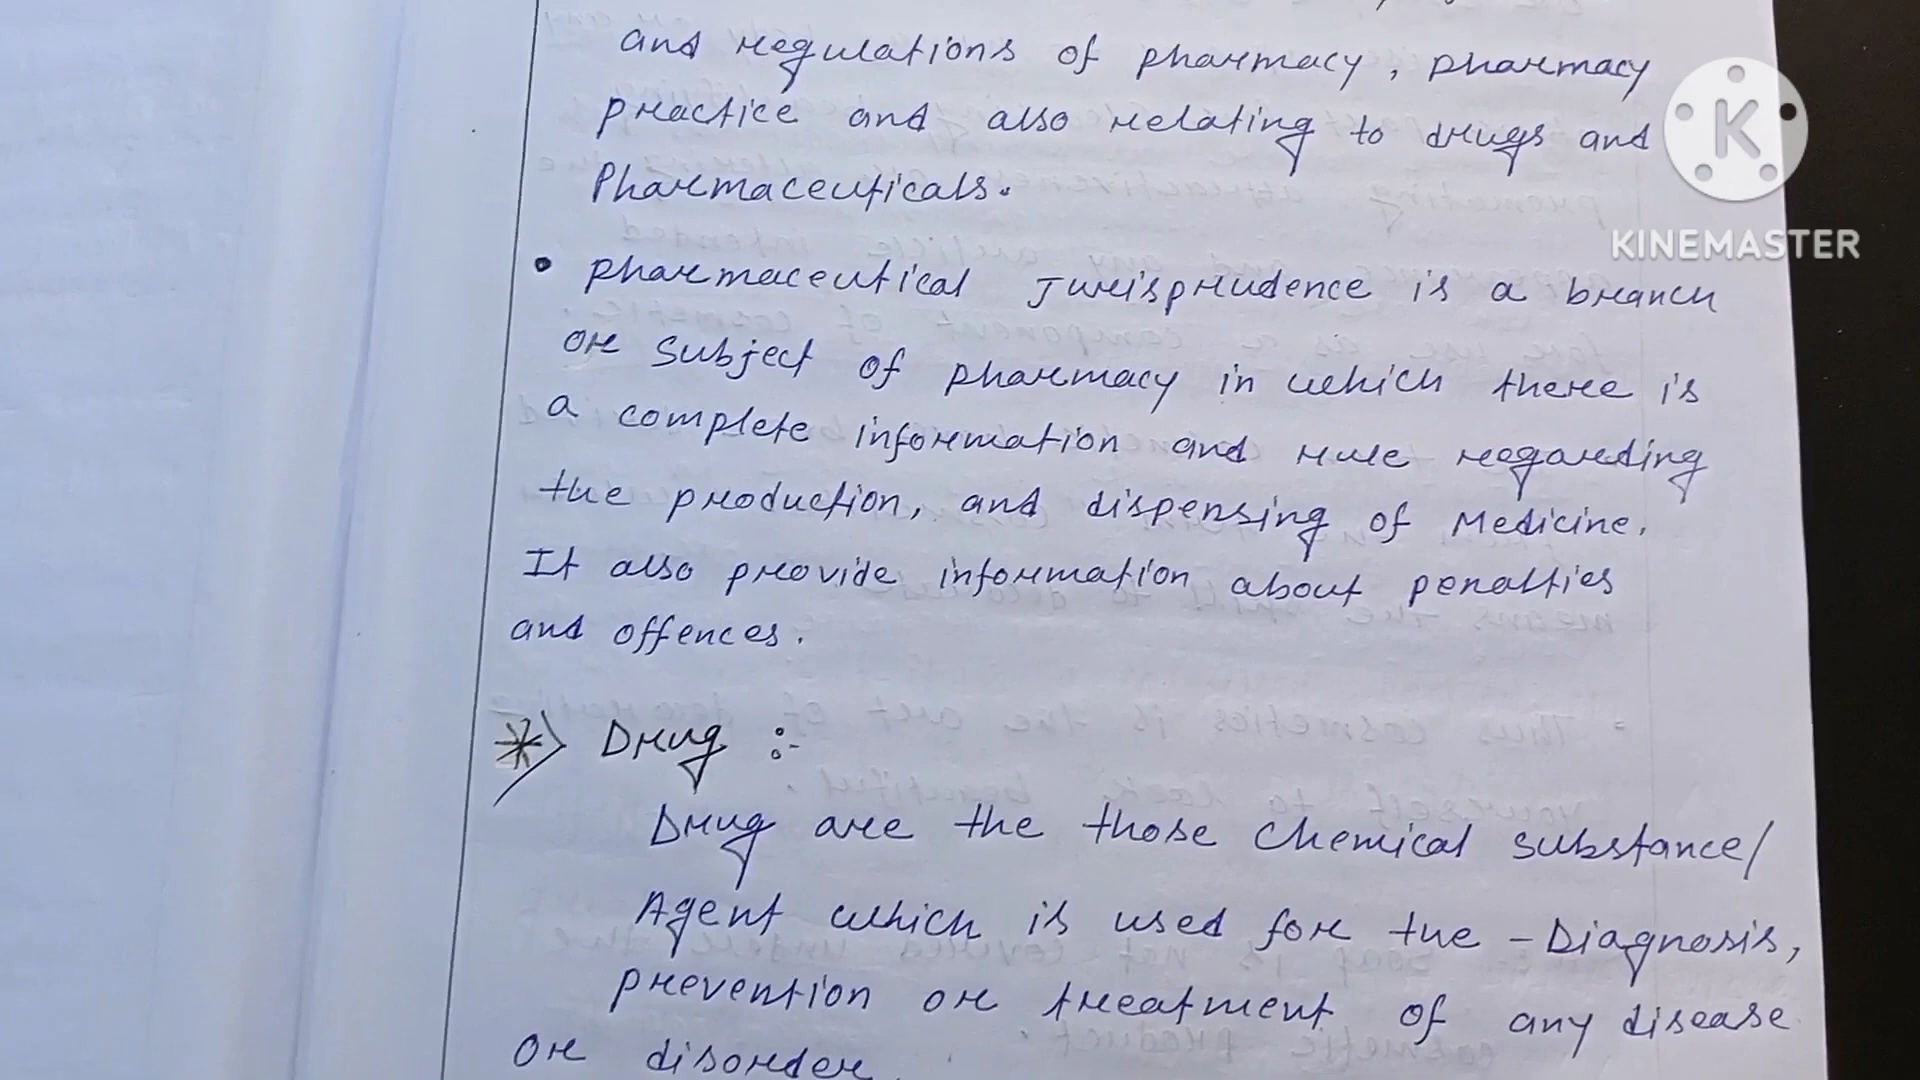 and regulations of pharmacy, pharmacy
practice and also relating to drugs and
Pharmaceuticals.
• pharmaceutical Jurisprudence is a branch
or subject of pharmacy in which there is
a complete information and rule regarding
the production, and dispensing of Medicine.
It also provide information about penalties
and offences.
*> Drug :-
Drug are the those Chemical substance/
Agent which is used for the - Diagnosis,
prevention or treatment of any disease
or disorder.
K
KINEMASTER